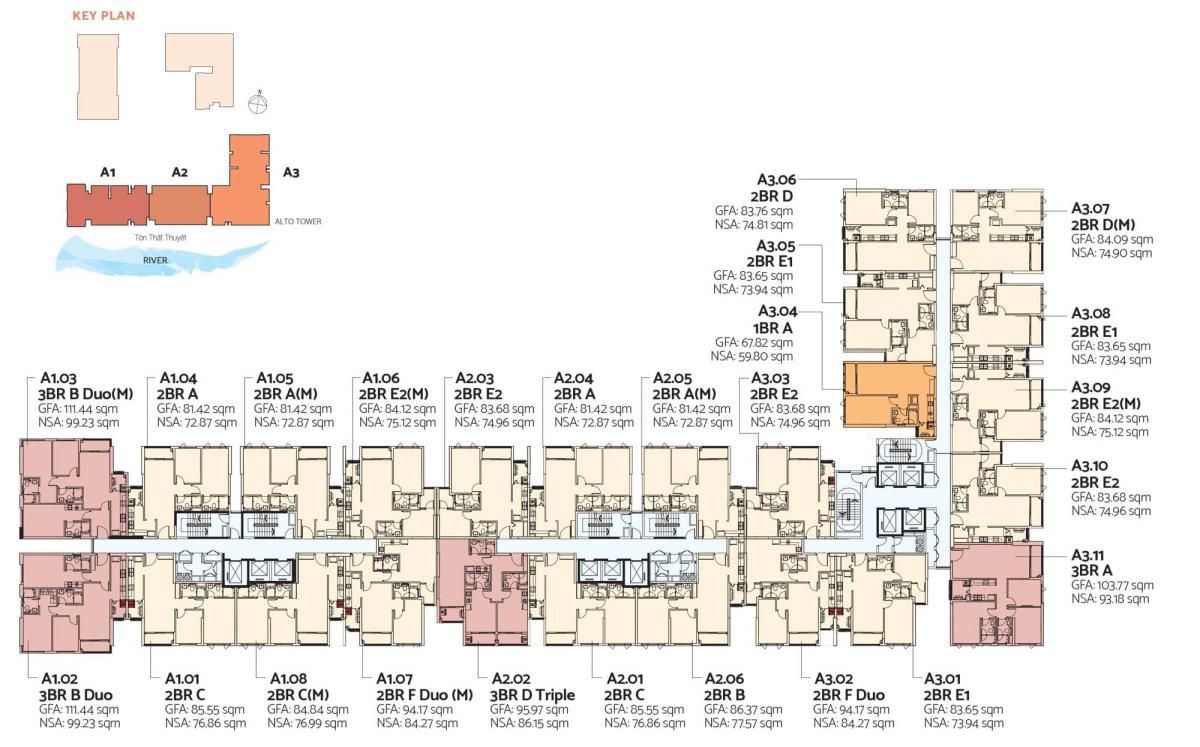 KEY PLAN
N
A1
A2
A3
ALTO TOWER
Tôn Thất Thuyết
RIVER
A3.06
2BR D
GFA: 83.76 sqm
NSA: 74.81 sqm
A3.05
2BR E1
GFA: 83.65 sqm
NSA: 73.94 sqm
A3.04
1BR A
GFA: 67.82 sqm
NSA: 59.80 sqm
A3.07
2BR D(M)
GFA: 84.09 sqm
NSA: 74.90 sqm
A3.08
2BR E1
GFA: 83.65 sqm
NSA: 73.94 sqm
A3.09
2BR E2(M)
GFA: 84.12 sqm
NSA: 75.12 sqm
A3.10
2BR E2
GFA: 83.68 sqm
NSA: 74.96 sqm
A3.11
3BR A
GFA: 103.77 sqm
NSA: 93.18 sqm
A1.03
3BR B Duo(M)
GFA: 111.44 sqm
NSA: 99.23 sqm
A1.04
2BR A
GFA: 81.42 sqm
NSA: 72.87 sqm
A1.05
2BR A(M)
GFA: 81.42 sqm
NSA: 72.87 sqm
A1.06
2BR E2(M)
GFA: 84.12 sqm
NSA: 75.12 sqm
A2.03
2BR E2
GFA: 83.68 sqm
NSA: 74.96 sqm
A2.04
2BR A
GFA: 81.42 sqm
NSA: 72.87 sqm
A2.05
2BR A(M)
GFA: 81.42 sqm
NSA: 72.87 sqm
A3.03
2BR E2
GFA: 83.68 sqm
NSA: 74.96 sqm
A1.02
3BR B Duo
GFA: 111.44 sqm
NSA: 99.23 sqm
A1.01
2BR C
GFA: 85.55 sqm
NSA: 76.86 sqm
A1.08
2BR C(M)
GFA: 84.84 sqm
NSA: 76.99 sqm
A1.07
2BR F Duo (M)
GFA: 94.17 sqm
NSA: 84.27 sqm
A2.02
3BR D Triple
GFA: 95.97 sqm
NSA: 86.15 sqm
A2.01
2BR C
GFA: 85.55 sqm
NSA: 76.86 sqm
A2.06
2BR B
GFA: 86.37 sqm
NSA: 77.57 sqm
A3.02
2BR F Duo
GFA: 94.17 sqm
NSA: 84.27 sqm
A3.01
2BR E1
GFA: 83.65 sqm
NSA: 73.94 sqm